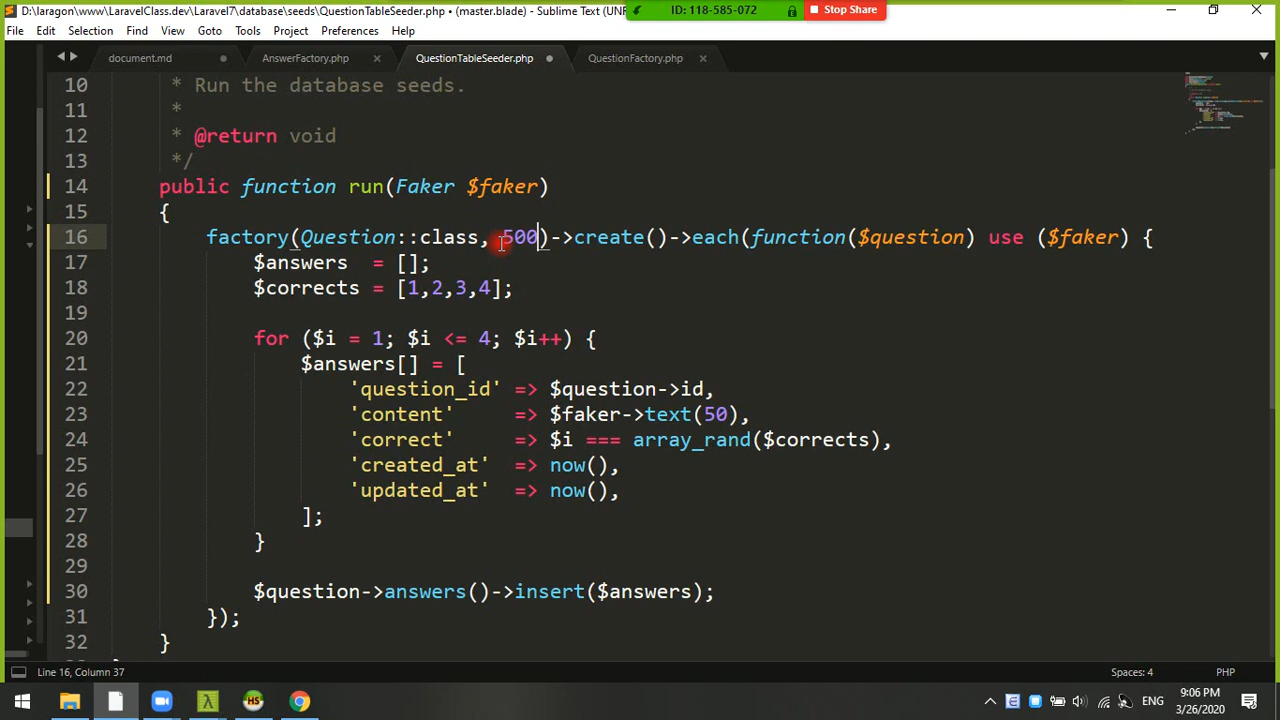 D:\laragon\www\LaravelClass.dev\Laravel7\database\seeds\QuestionTableSeeder.php • (master.blade) - Sublime Text (UNR
ID: 118-585-072
Stop Share
File Edit Selection Find View Goto Tools Project Preferences Help
document.md AnswerFactory.php QuestionTableSeeder.php QuestionFactory.php
10 * Run the database seeds.
11 *
12 * @return void
13 */
14 public function run(Faker $faker)
15 {
16 factory(Question::class, 500)->create()->each(function($question) use ($faker) {
17 $answers = [];
18 $corrects = [1,2,3,4];
19
20 for ($i = 1; $i <= 4; $i++) {
21 $answers[] = [
22 'question_id' => $question->id,
23 'content' => $faker->text(50),
24 'correct' => $i === array_rand($corrects),
25 'created_at' => now(),
26 'updated_at' => now(),
27 ];
28 }
29
30 $question->answers()->insert($answers);
31 });
32 }
Line 16, Column 37
Spaces: 4
PHP
ENG
9:06 PM
3/26/2020